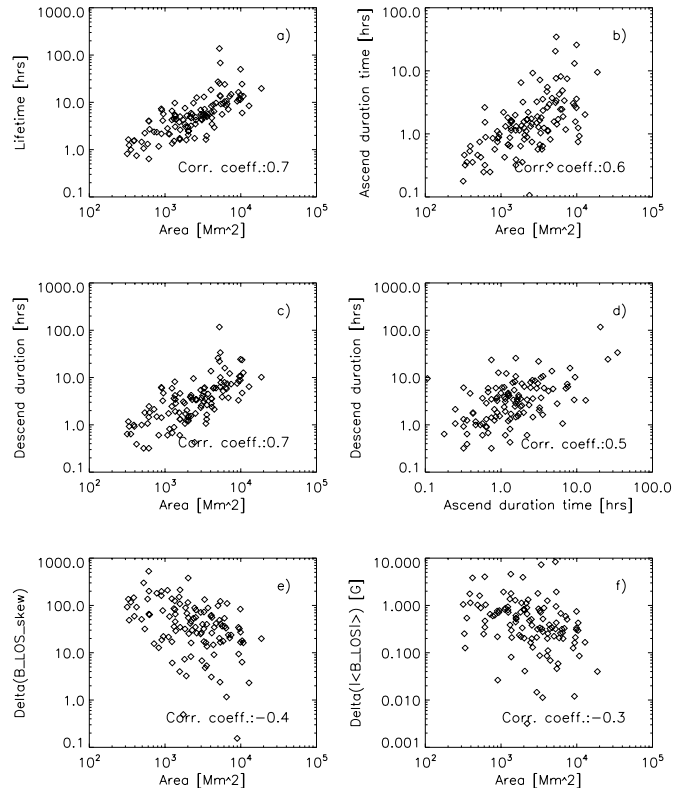 1000.0
100.0
10.0
1.0
0.1
Lifetime [hrs]
a)
Corr. coeff.:0.7
10^2 10^3 10^4 10^5
Area [Mm^2]
100.0
10.0
1.0
0.1
Ascend duration time [hrs]
b)
Corr. coeff.:0.6
10^2 10^3 10^4 10^5
Area [Mm^2]
1000.0
100.0
10.0
1.0
0.1
Descend duration [hrs]
c)
Corr. coeff.:0.7
10^2 10^3 10^4 10^5
Area [Mm^2]
1000.0
100.0
10.0
1.0
0.1
Descend duration [hrs]
d)
Corr. coeff.:0.5
0.1 1.0 10.0 100.0
Ascend duration time [hrs]
1000.0
100.0
10.0
1.0
0.1
Delta(B_LOS_skew)
e)
Corr. coeff.:−0.4
10^2 10^3 10^4 10^5
Area [Mm^2]
10.000
1.000
0.100
0.010
0.001
Delta(|<B_LOS|>) [G]
f)
Corr. coeff.:−0.3
10^2 10^3 10^4 10^5
Area [Mm^2]